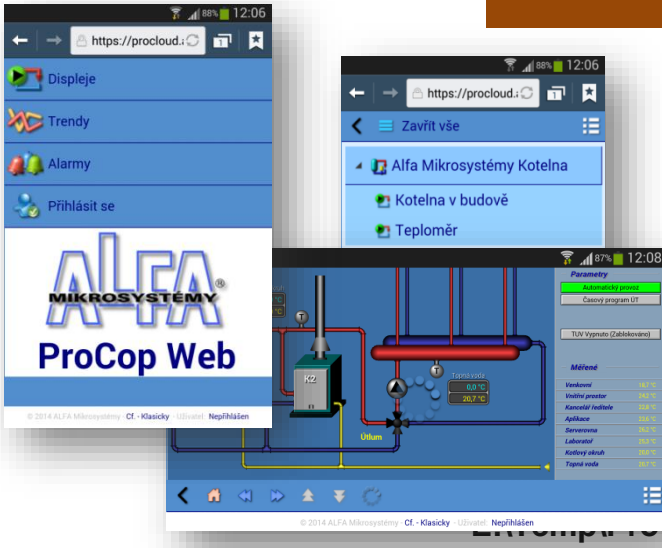 88% 12:06
https://procloud.
1
Displeje
Trendy
Alarmy
Přihlásit se
ALFA®
MIKROSYSTÉMY
ProCop Web
© 2014 ALFA Mikrosystémy - Cf. - Klasicky - Uživatel: Nepřihlášen
88% 12:06
https://procloud.
1
Zavřít vše
Alfa Mikrosystémy Kotelna
Kotelna v budově
Teploměr
87% 12:08
Parametry
Automatický provoz
Časový program ÚT
TUV Vypnuto (Zablokováno)
Měřené
Venkovní
Vnitřní prostor
Kancelář ředitele
Aplikace
Serverovna
Laboratoř
Kotlový okruh
Topná voda
T
K2
T
Topná voda
0,0 °C
20,7 °C
Útlum
© 2014 ALFA Mikrosystémy - Cf. - Klasicky - Uživatel: Nepřihlášen